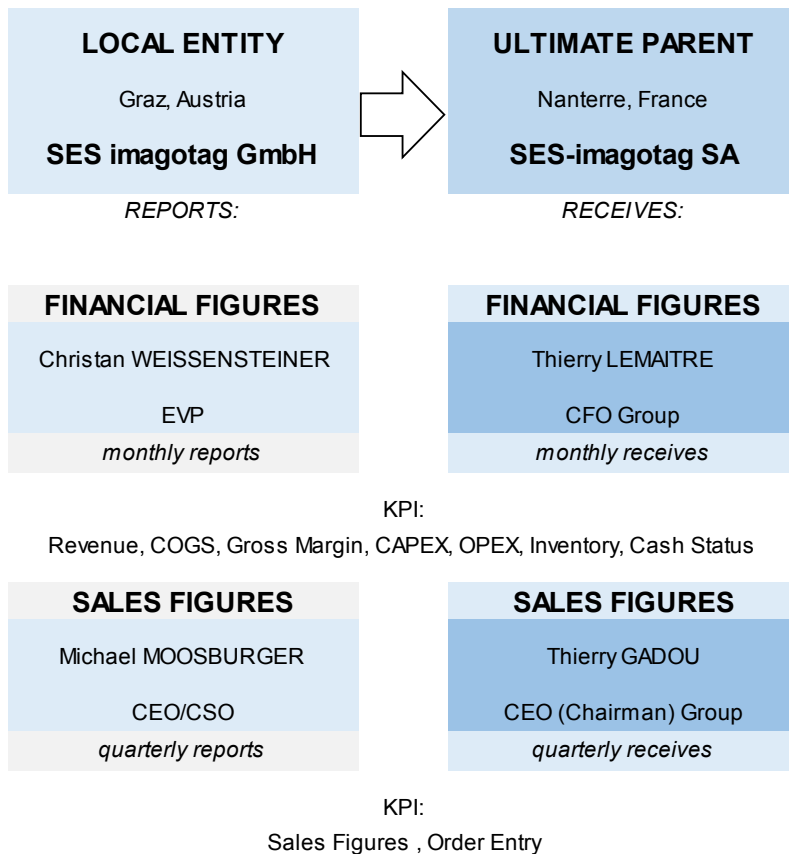 LOCAL ENTITY
Graz, Austria
SES imagotag GmbH
REPORTS:
ULTIMATE PARENT
Nanterre, France
SES-imagotag SA
RECEIVES:
FINANCIAL FIGURES
Christan WEISSENSTEINER
EVP
monthly reports
FINANCIAL FIGURES
Thierry LEMAITRE
CFO Group
monthly receives
KPI:
Revenue, COGS, Gross Margin, CAPEX, OPEX, Inventory, Cash Status
SALES FIGURES
Michael MOOSBURGER
CEO/CSO
quarterly reports
SALES FIGURES
Thierry GADOU
CEO (Chairman) Group
quarterly receives
KPI:
Sales Figures , Order Entry